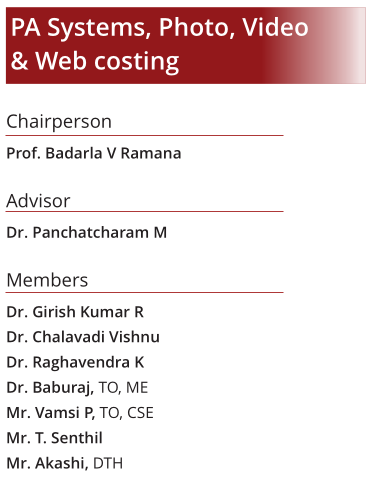 PA Systems, Photo, Video
& Web costing
Chairperson
Prof. Badarla V Ramana
Advisor
Dr. Panchatcharam M
Members
Dr. Girish Kumar R
Dr. Chalavadi Vishnu
Dr. Raghavendra K
Dr. Baburaj, TO, ME
Mr. Vamsi P, TO, CSE
Mr. T. Senthil
Mr. Akashi, DTH